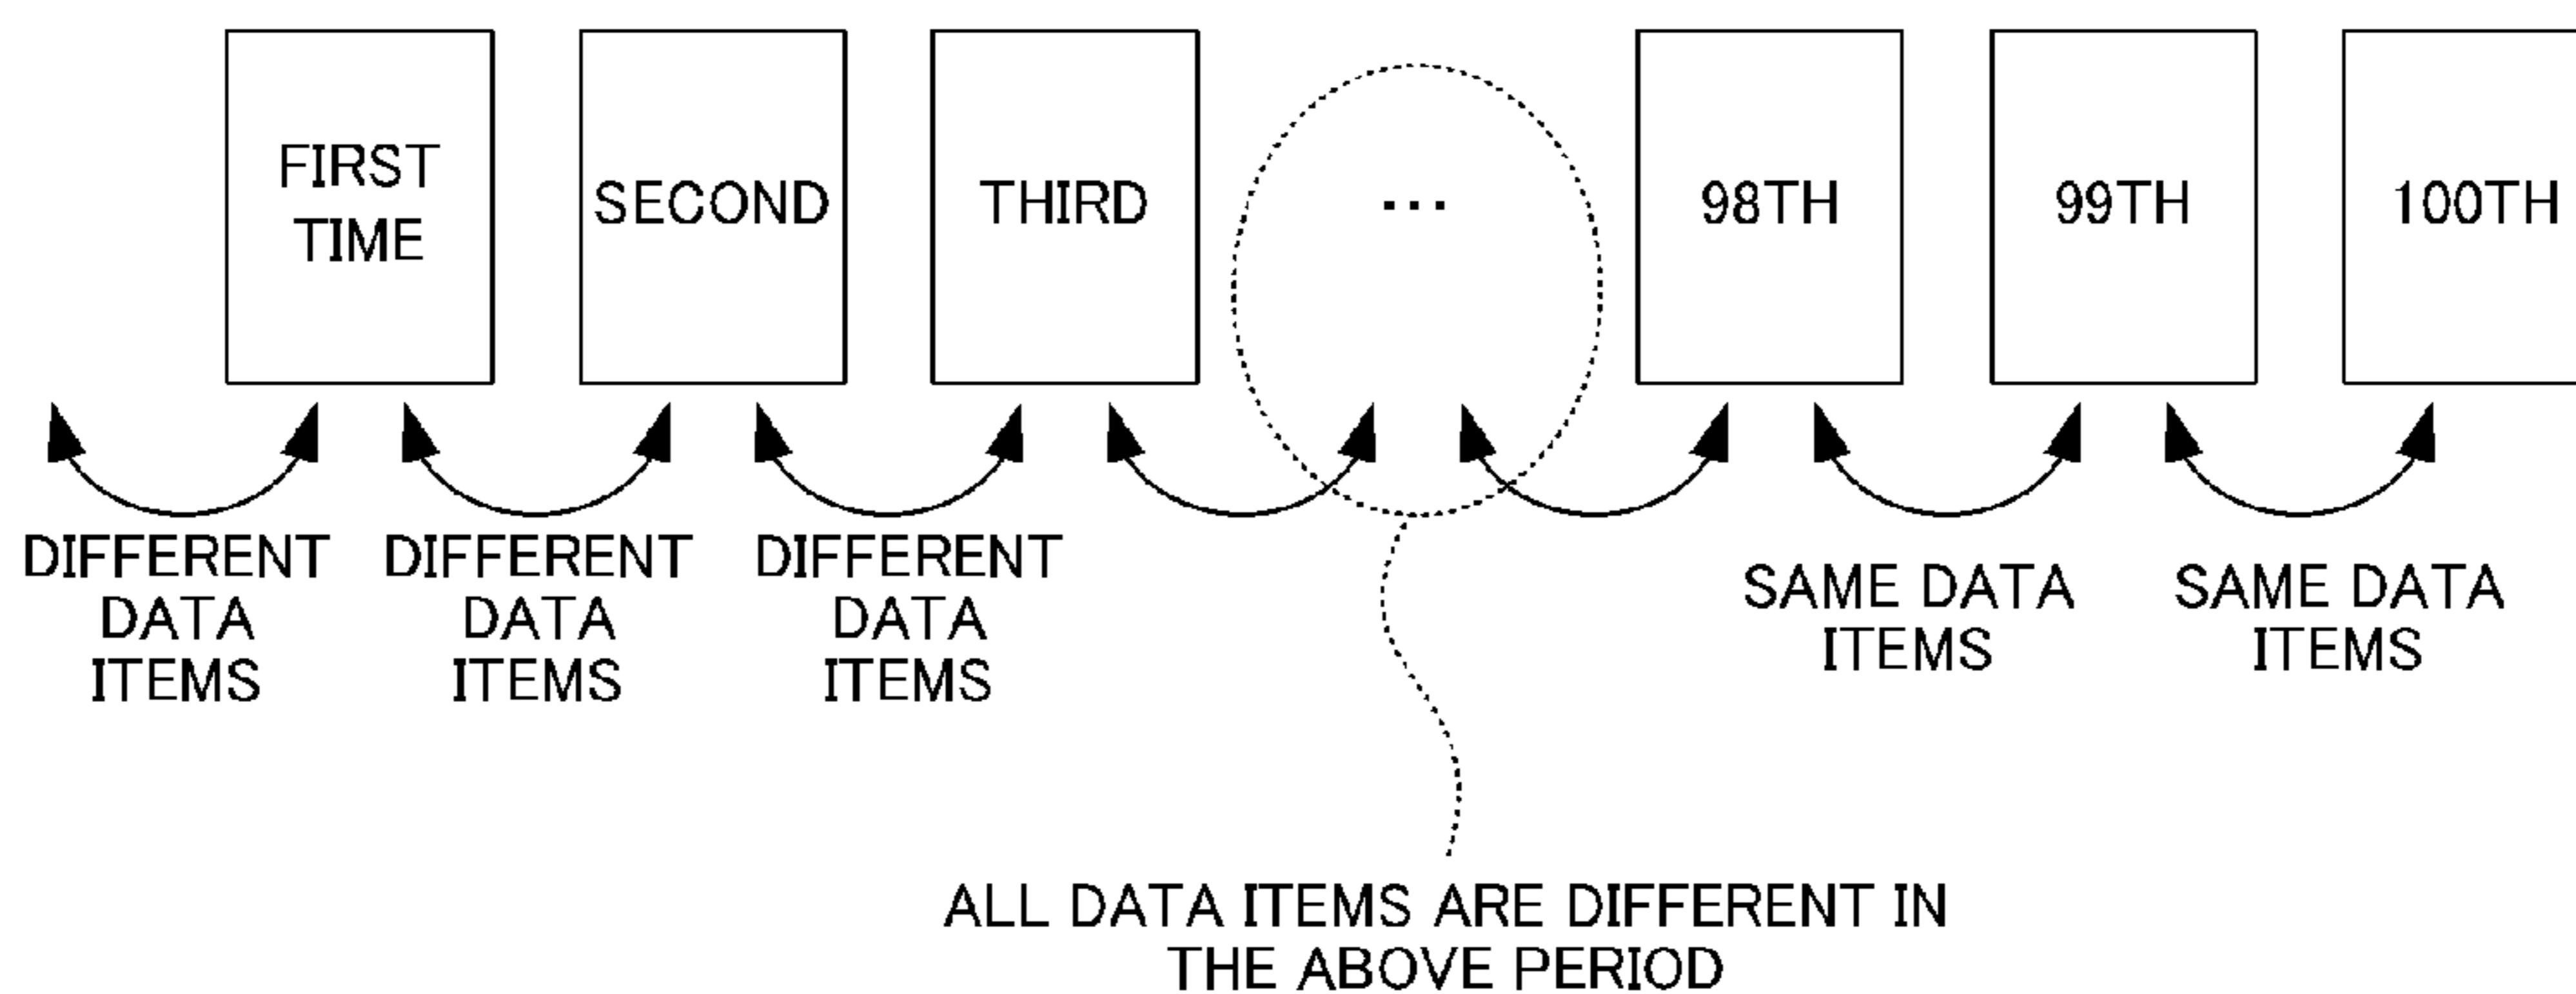 FIRST
TIME
SECOND
THIRD
...
98TH
99TH
100TH
DIFFERENT
DATA
ITEMS
DIFFERENT
DATA
ITEMS
DIFFERENT
DATA
ITEMS
SAME DATA
ITEMS
SAME DATA
ITEMS
ALL DATA ITEMS ARE DIFFERENT IN
THE ABOVE PERIOD